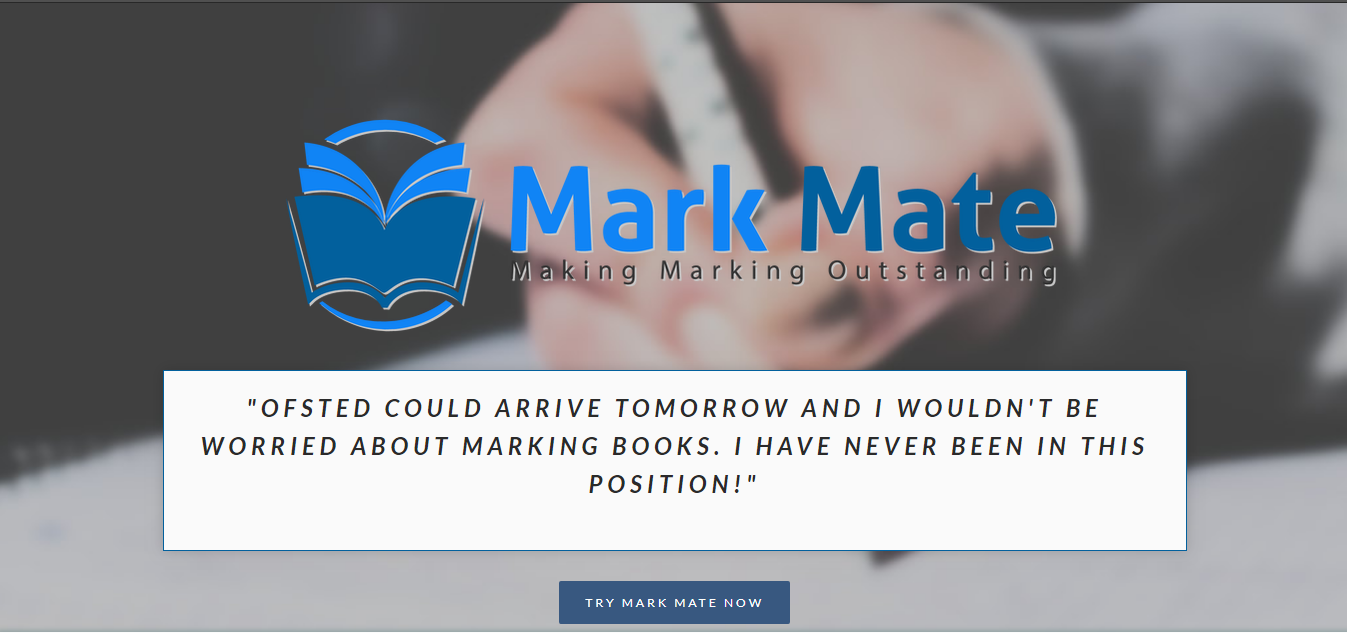 Mark Mate
Making Marking Outstanding
"OFSTED COULD ARRIVE TOMORROW AND I WOULDN'T BE
WORRIED ABOUT MARKING BOOKS. I HAVE NEVER BEEN IN THIS
POSITION!"
TRY MARK MATE NOW